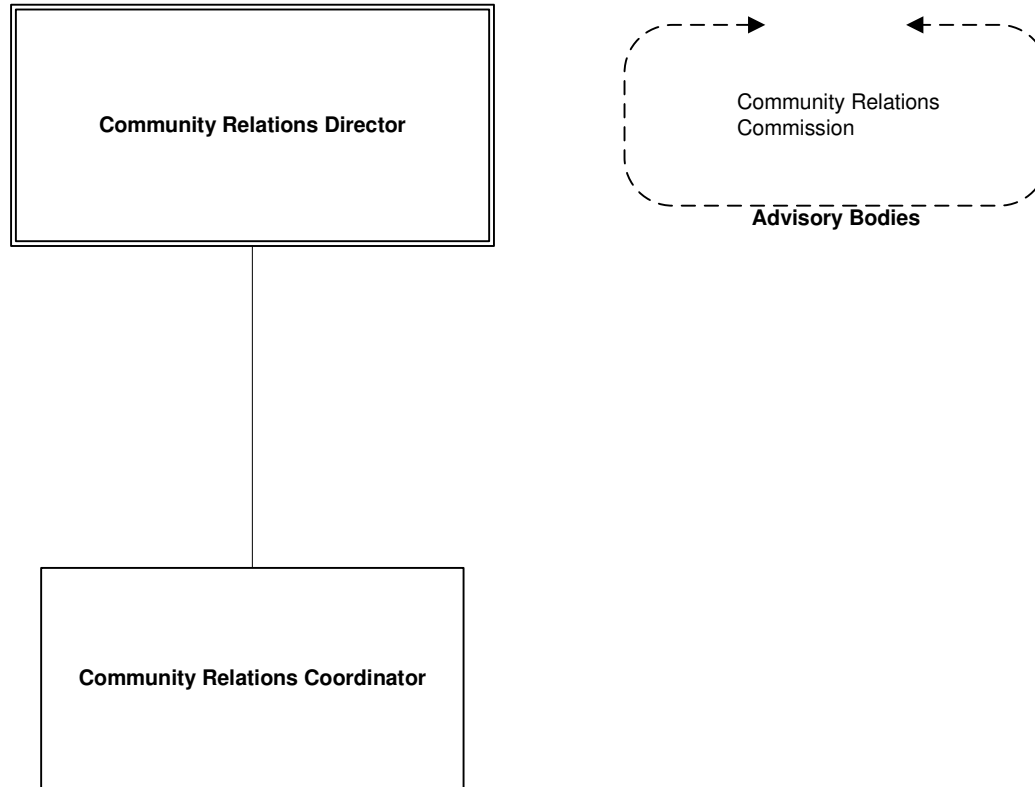 Community Relations Director
Community Relations
Commission
Advisory Bodies
Community Relations Coordinator